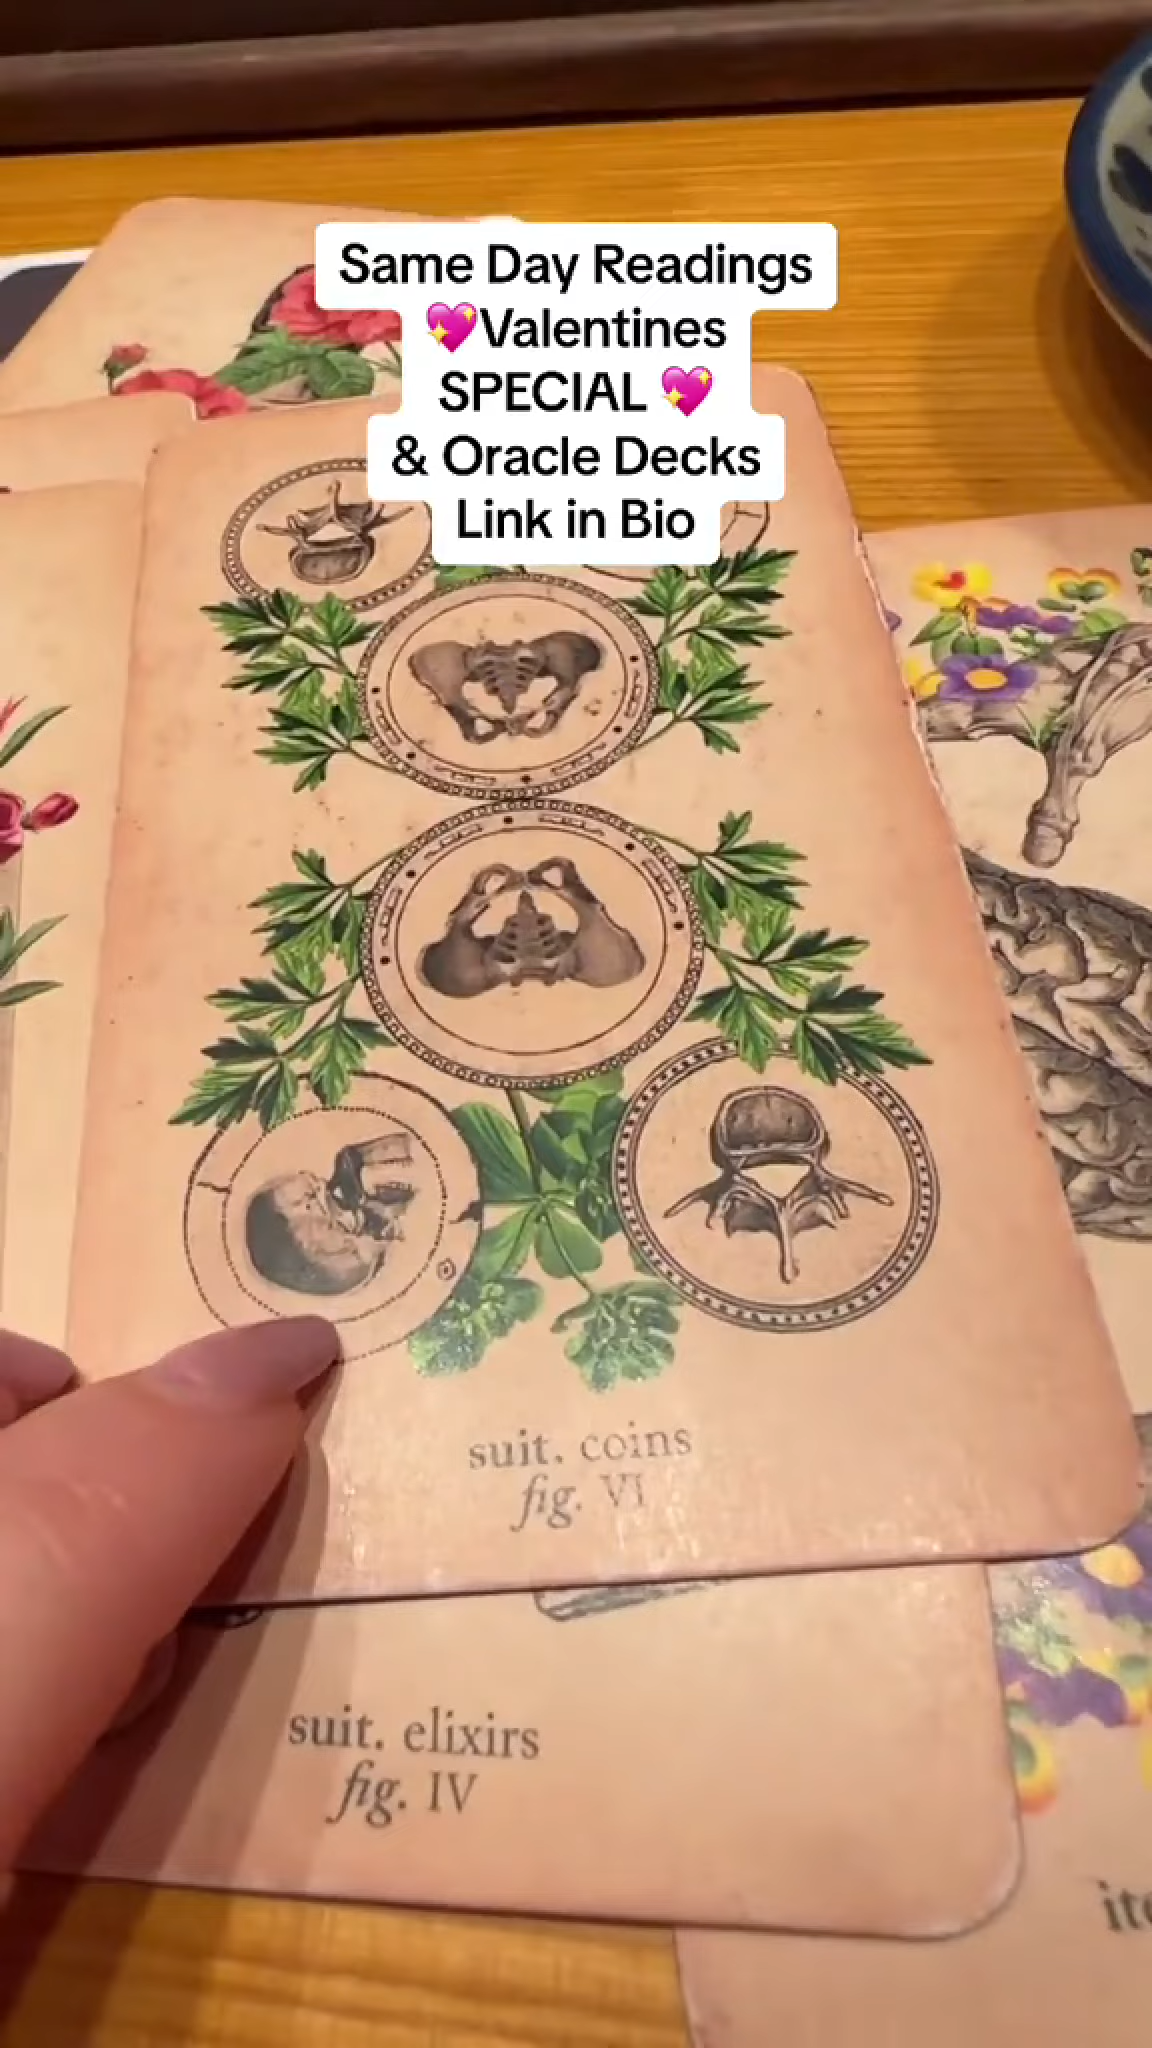 Same Day Readings
💖Valentines
SPECIAL 💖
& Oracle Decks
Link in Bio
suit. coins
fig. VI
suit. elixirs
fig. IV